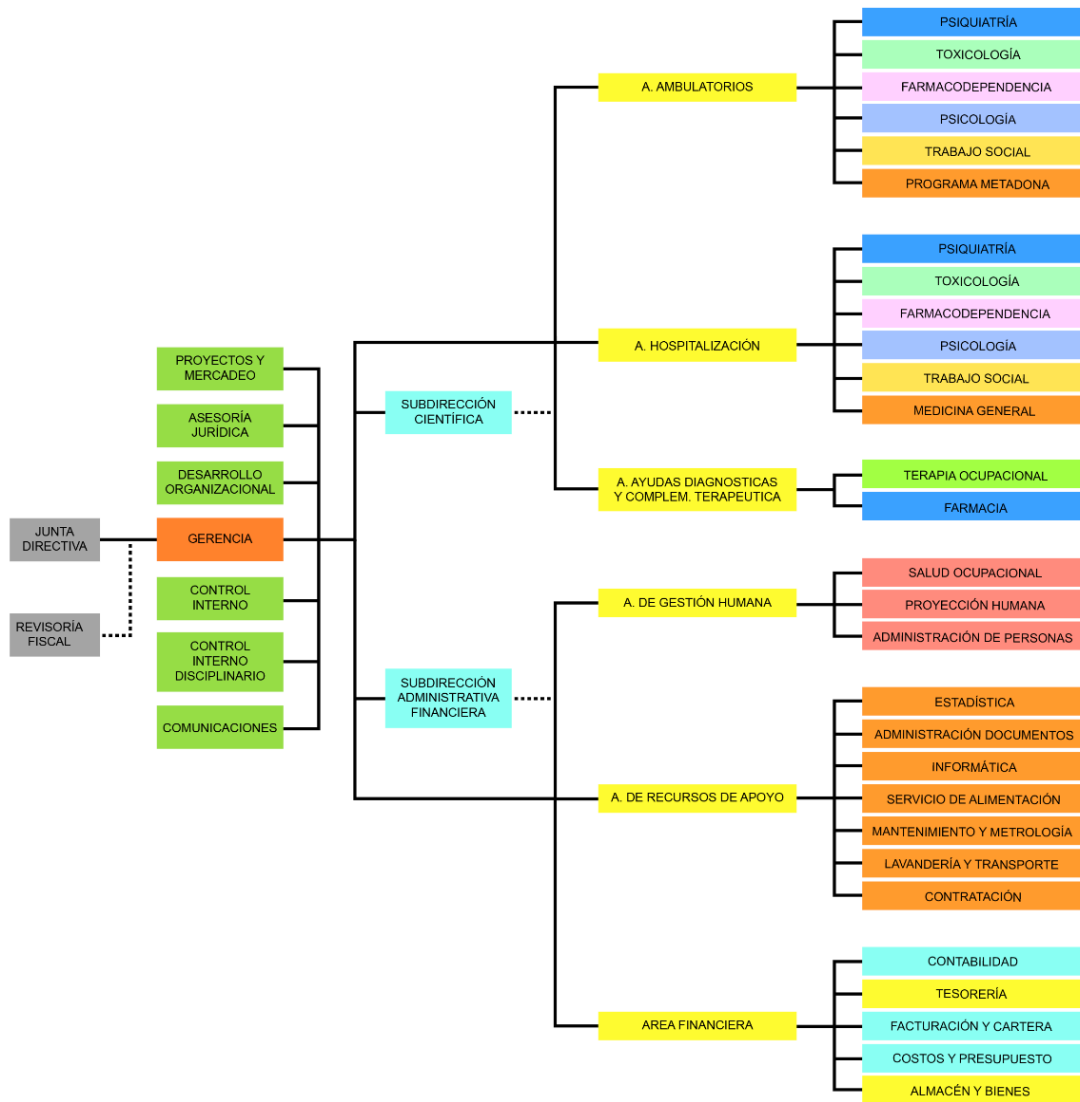 JUNTA
DIRECTIVA
REVISORÍA
FISCAL
PROYECTOS Y
MERCADEO
ASESORÍA
JURÍDICA
DESARROLLO
ORGANIZACIONAL
GERENCIA
CONTROL
INTERNO
CONTROL
INTERNO
DISCIPLINARIO
COMUNICACIONES
SUBDIRECCIÓN
CIENTÍFICA
SUBDIRECCIÓN
ADMINISTRATIVA
FINANCIERA
A. AMBULATORIOS
PSIQUIATRÍA
TOXICOLOGÍA
FARMACODEPENDENCIA
PSICOLOGÍA
TRABAJO SOCIAL
PROGRAMA METADONA
A. HOSPITALIZACIÓN
PSIQUIATRÍA
TOXICOLOGÍA
FARMACODEPENDENCIA
PSICOLOGÍA
TRABAJO SOCIAL
MEDICINA GENERAL
A. AYUDAS DIAGNOSTICAS
Y COMPLEM. TERAPEUTICA
TERAPIA OCUPACIONAL
FARMACIA
A. DE GESTIÓN HUMANA
SALUD OCUPACIONAL
PROYECCIÓN HUMANA
ADMINISTRACIÓN DE PERSONAS
A. DE RECURSOS DE APOYO
ESTADÍSTICA
ADMINISTRACIÓN DOCUMENTOS
INFORMÁTICA
SERVICIO DE ALIMENTACIÓN
MANTENIMIENTO Y METROLOGÍA
LAVANDERÍA Y TRANSPORTE
CONTRATACIÓN
AREA FINANCIERA
CONTABILIDAD
TESORERÍA
FACTURACIÓN Y CARTERA
COSTOS Y PRESUPUESTO
ALMACÉN Y BIENES